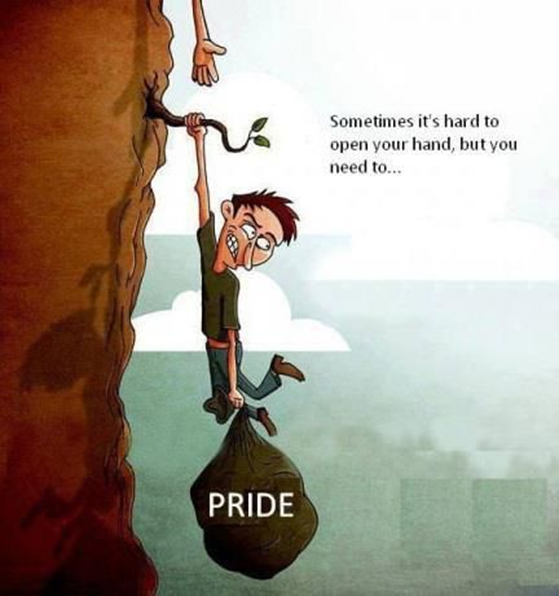 Sometimes it's hard to
open your hand, but you
need to...
PRIDE